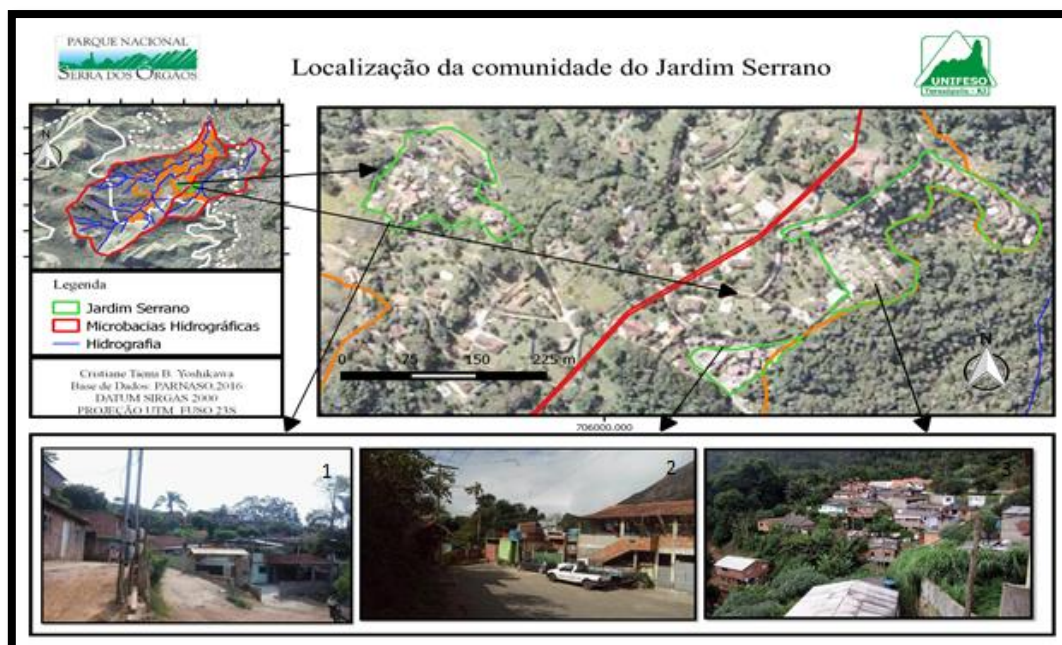 PARQUE NACIONAL
SERRA DOS ÓRGAOS
Localização da comunidade do Jardim Serrano
UNIFESO
Teresópolis - RJ
N
Legenda
Jardim Serrano
Microbacias Hidrográficas
Hidrografia
Cristiane Tiemi B. Yoshikawa
Base de Dados: PARNASO,2016
DATUM SIRGAS 2000
PROJEÇÃO UTM FUSO 23S
0 75 150 225 m
N
706000.000
1
2
3